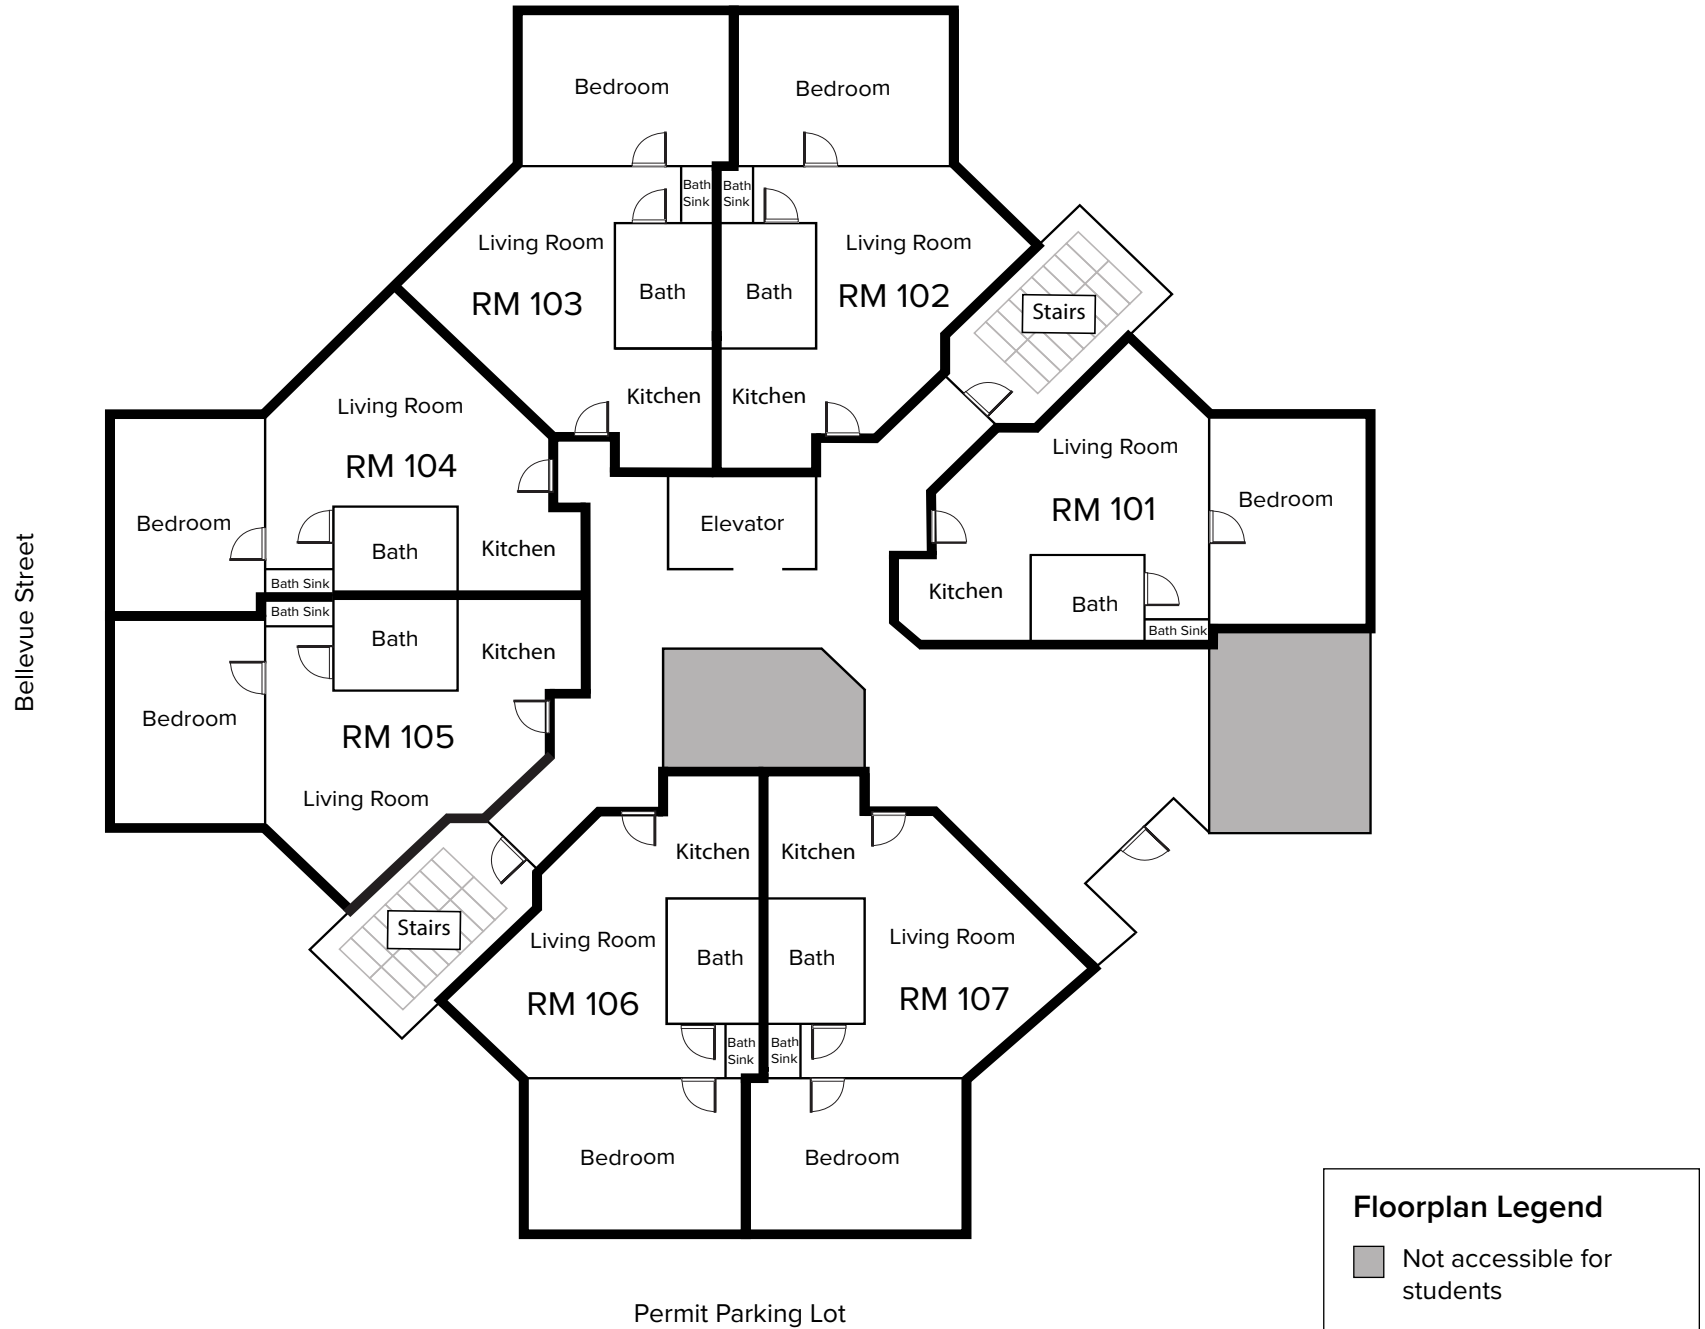 Bedroom
Bedroom
Bath
Sink
Bath
Sink
Living Room
Living Room
Bath
Bath
RM 103
RM 102
Stairs
Kitchen
Kitchen
Living Room
RM 104
Living Room
RM 101
Bedroom
Bedroom
Elevator
Bath
Kitchen
Bath Sink
Kitchen
Bath
Bath Sink
Bath Sink
Bath
Kitchen
Bedroom
RM 105
Living Room
Bellevue Street
Kitchen
Kitchen
Stairs
Living Room
Living Room
Bath
Bath
RM 106
RM 107
Bath
Sink
Bath
Sink
Bedroom
Bedroom
Floorplan Legend
Not accessible for
students
Permit Parking Lot